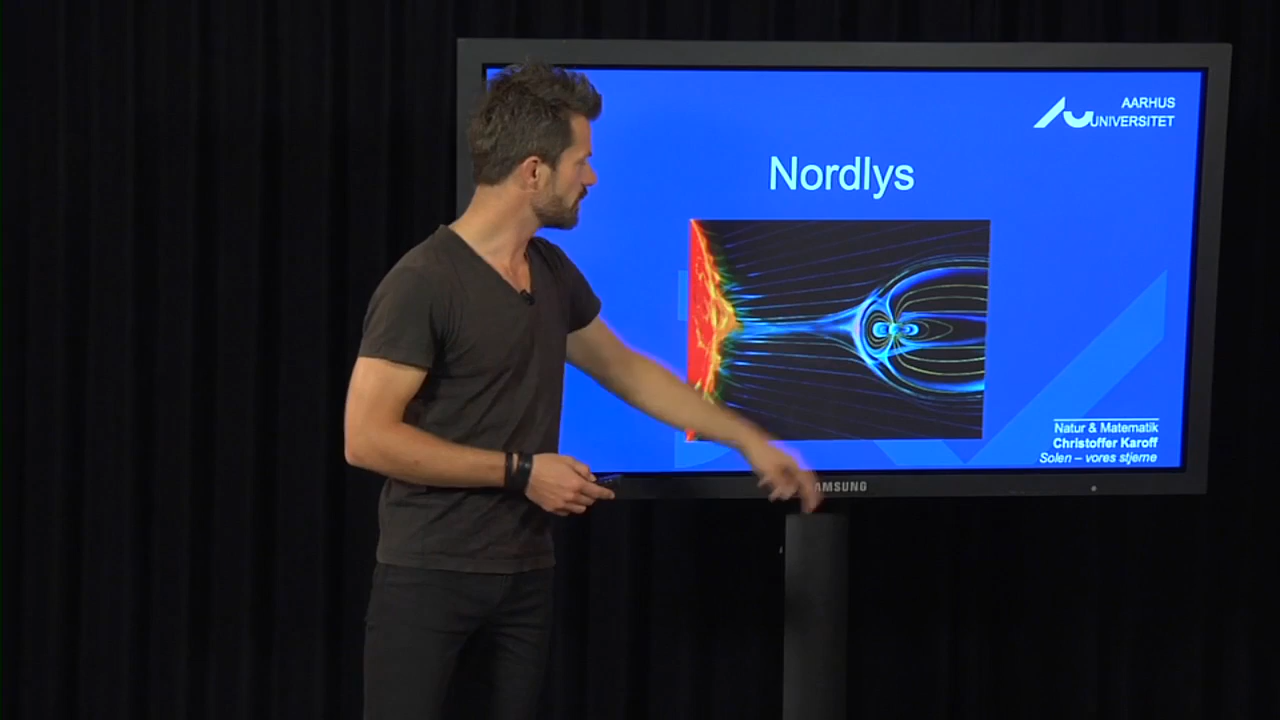 AARHUS
UNIVERSITET
Nordlys
Natur & Matematik
Christoffer Karoff
Solen – vores stjerne
SAMSUNG